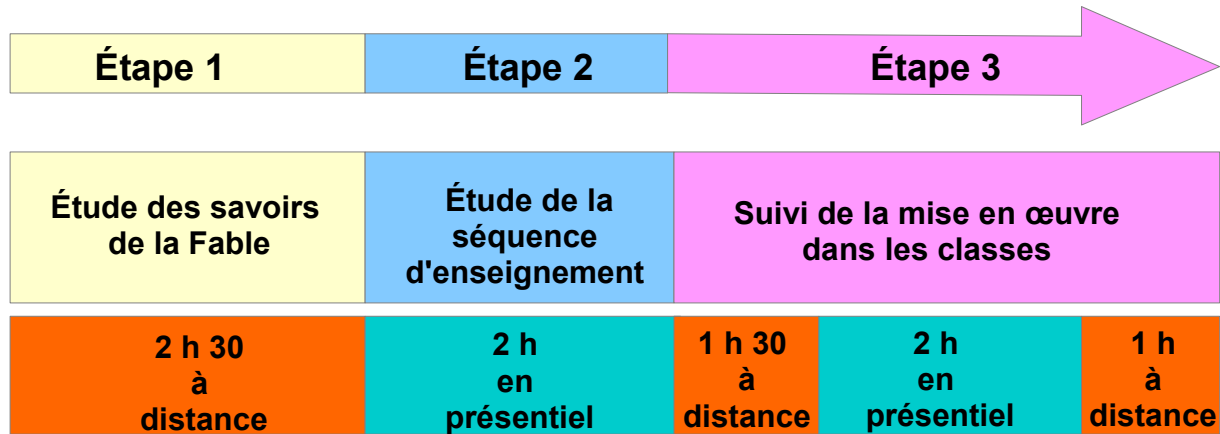 Étape 1
Étape 2
Étape 3
Étude des savoirs
de la Fable
Étude de la
séquence
d'enseignement
Suivi de la mise en œuvre
dans les classes
2 h 30
à
distance
2 h
en
présentiel
1 h 30
à
distance
2 h
en
présentiel
1 h
à
distance